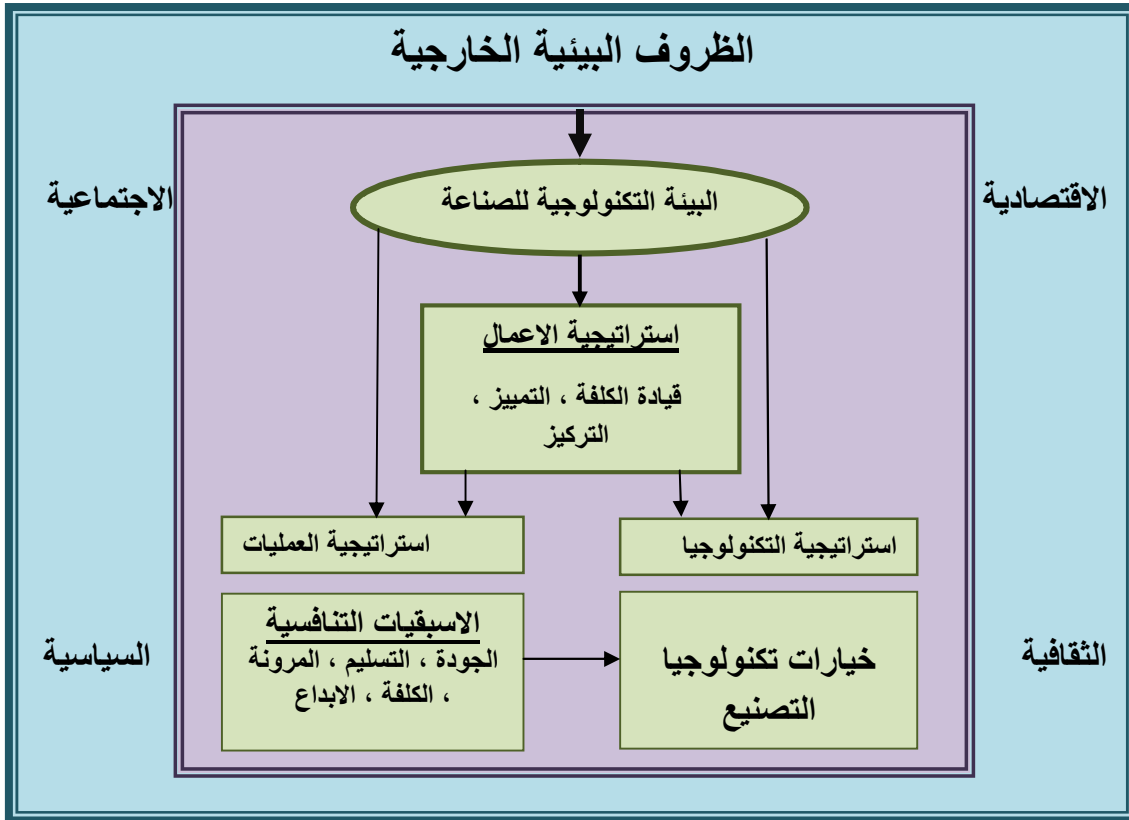 الظروف البيئية الخارجية
الاقتصادية
الاجتماعية
البيئة التكنولوجية للصناعة
استراتيجية الاعمال
قيادة الكلفة ، التمييز ،
التركيز
استراتيجية التكنولوجيا
استراتيجية العمليات
الثقافية
السياسية
خيارات تكنولوجيا
التصنيع
الاسبقيات التنافسية
الجودة ، التسليم ، المرونة
، الكلفة ، الابداع